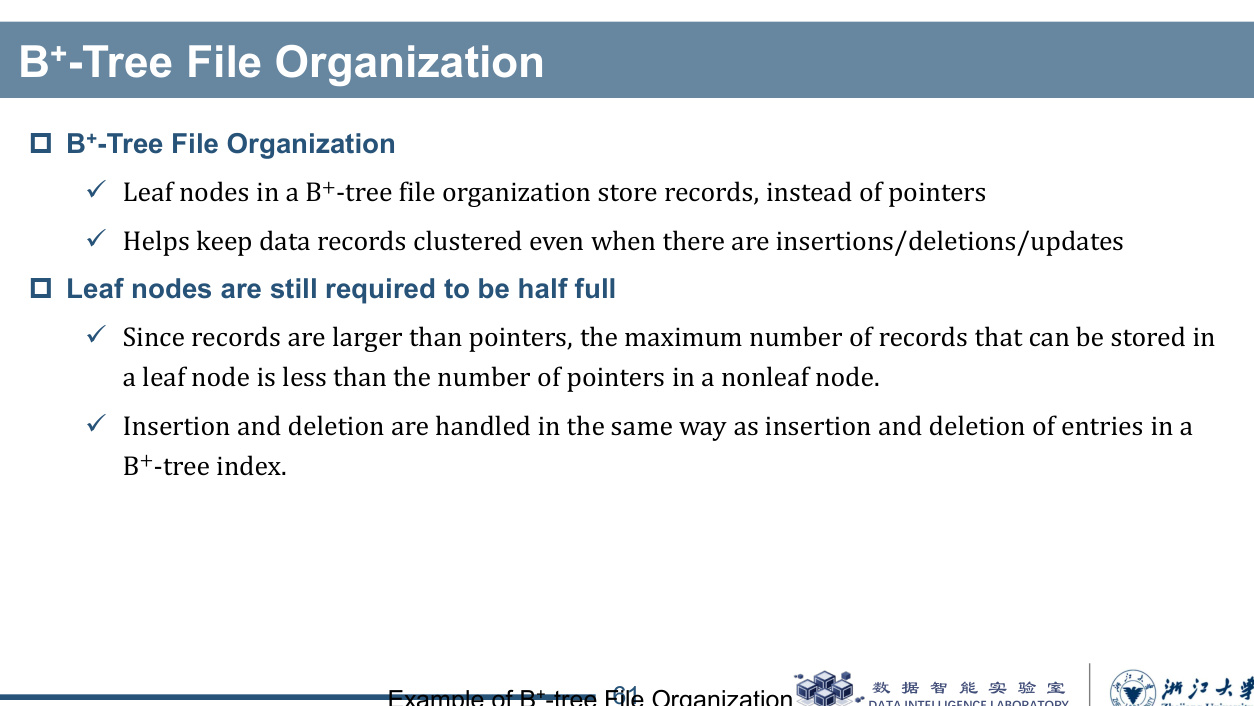 B⁺-Tree File Organization
B⁺-Tree File Organization
Leaf nodes in a B⁺-tree file organization store records, instead of pointers
Helps keep data records clustered even when there are insertions/deletions/updates
Leaf nodes are still required to be half full
Since records are larger than pointers, the maximum number of records that can be stored in
a leaf node is less than the number of pointers in a nonleaf node.
Insertion and deletion are handled in the same way as insertion and deletion of entries in a
B⁺-tree index.
Example of B⁺-tree File Organization
数据智能实验室
DATA INTELLIGENCE LABORATORY
浙江大学